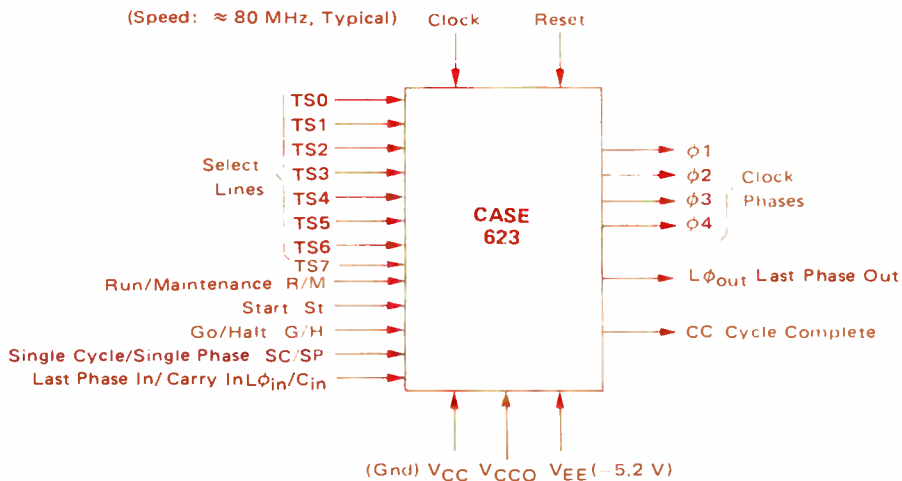 (Speed: ≈ 80 MHz, Typical) Clock Reset
TS0
TS1
TS2
TS3
TS4
TS5
TS6
TS7
Select
Lines
Run/Maintenance R/M
Start St
Go/Halt G/H
Single Cycle/Single Phase SC/SP
Last Phase In/Carry In Lϕin/Cin
CASE
623
ϕ1
ϕ2
ϕ3
ϕ4
Clock
Phases
Lϕout Last Phase Out
CC Cycle Complete
(Gnd) VCC VCCO VEE (−5.2 V)